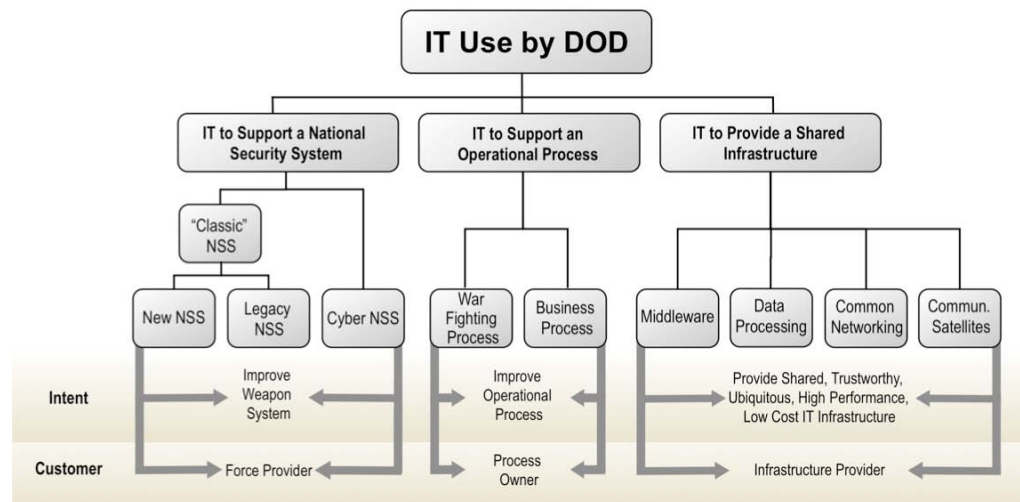 IT Use by DOD
IT to Support a National
Security System
IT to Support an
Operational Process
IT to Provide a Shared
Infrastructure
“Classic”
NSS
New NSS
Legacy
NSS
Cyber NSS
War
Fighting
Process
Business
Process
Middleware
Data
Processing
Common
Networking
Commun.
Satellites
Intent
Improve
Weapon
System
Improve
Operational
Process
Provide Shared, Trustworthy,
Ubiquitous, High Performance,
Low Cost IT Infrastructure
Customer
Force Provider
Process
Owner
Infrastructure Provider